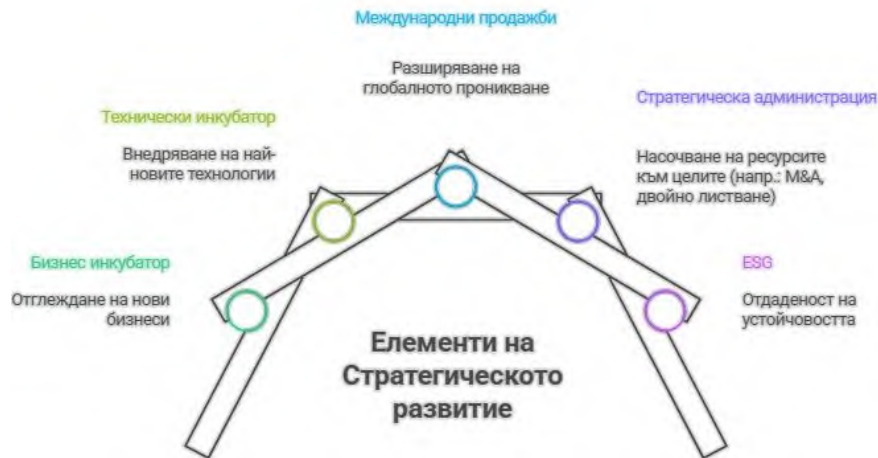 Международни продажби
Разширяване на
глобалното проникване
Технически инкубатор
Внедряване на най-
новите технологии
Стратегическа администрация
Насочване на ресурсите
към целите (напр.: M&A,
двойно листване)
Бизнес инкубатор
Отглеждане на нови
бизнеси
ESG
Отдаденост на
устойчовостта
Елементи на
Стратегическото
развитие